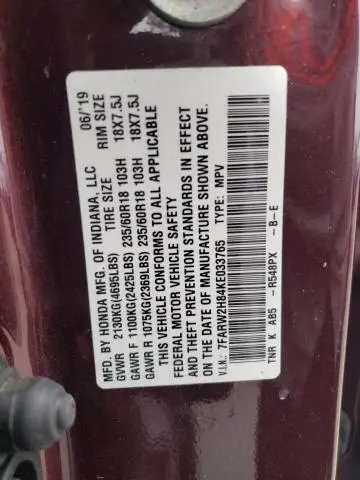 MFD. BY HONDA MFG. OF INDIANA, LLC 06/'19
TIRE SIZE RIM SIZE
GVWR 2130KG(4695LBS)
GAWR F 1100KG(2425LBS) 235/60R18 103H 18X7.5J
GAWR R 1075KG(2369LBS) 235/60R18 103H 18X7.5J
THIS VEHICLE CONFORMS TO ALL APPLICABLE
FEDERAL MOTOR VEHICLE SAFETY
AND THEFT PREVENTION STANDARDS IN EFFECT
ON THE DATE OF MANUFACTURE SHOWN ABOVE.
V.I.N.: 7FARW2H84KE033765 TYPE: MPV
TNR K AB5 -R548PX -B-E